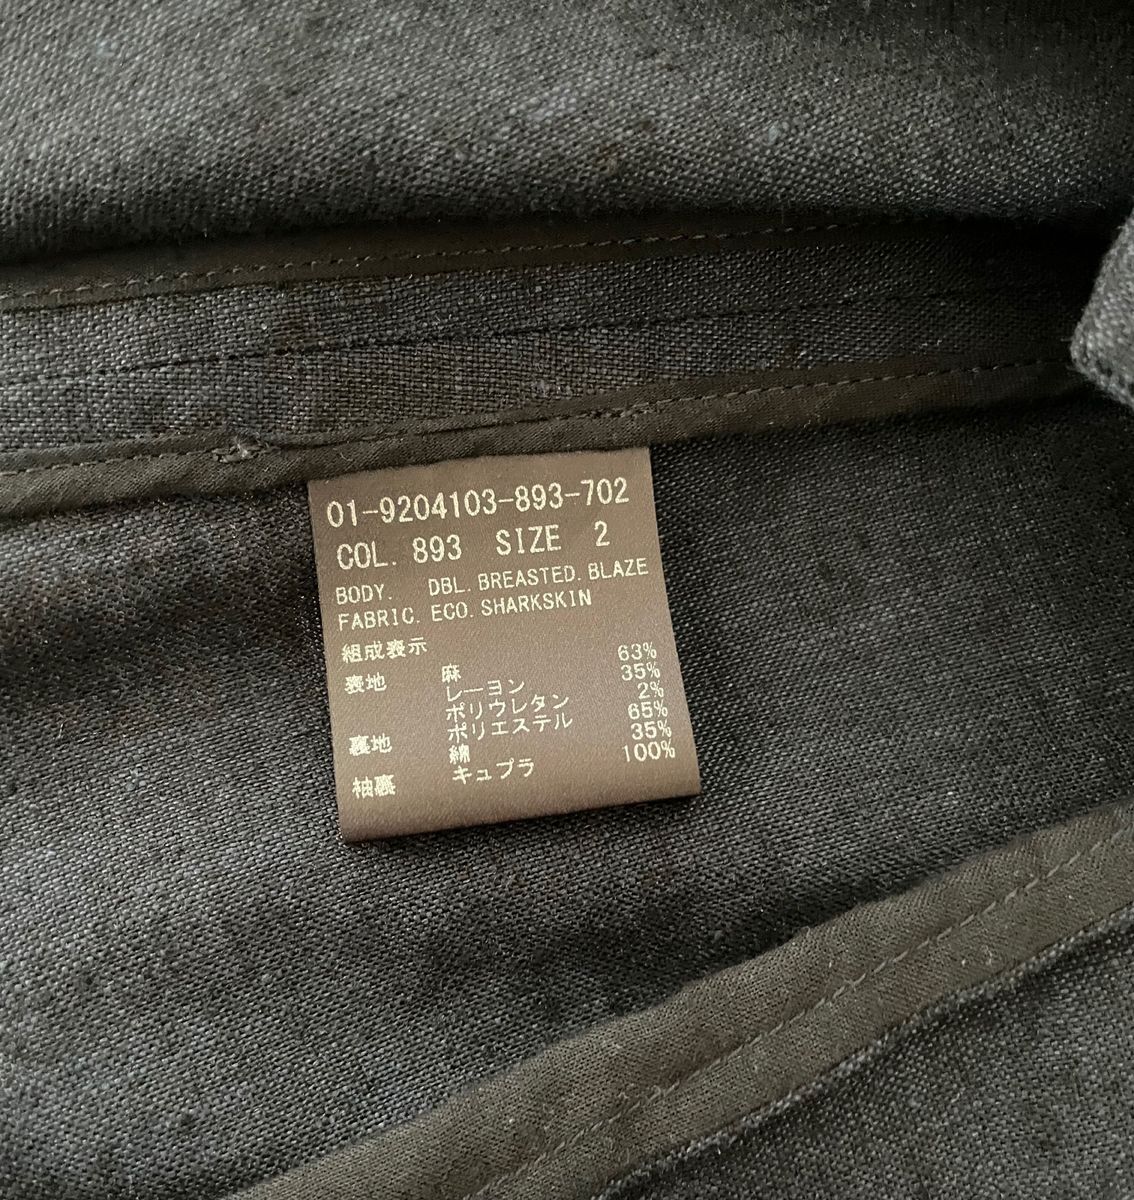 01-9204103-893-702
COL. 893 SIZE 2
BODY. DBL.BREASTED.BLAZE
FABRIC. ECO.SHARKSKIN
組成表示
表地 麻 63%
レーヨン 35%
ポリウレタン 2%
裏地 ポリエステル 65%
綿 35%
袖裏 キュプラ 100%